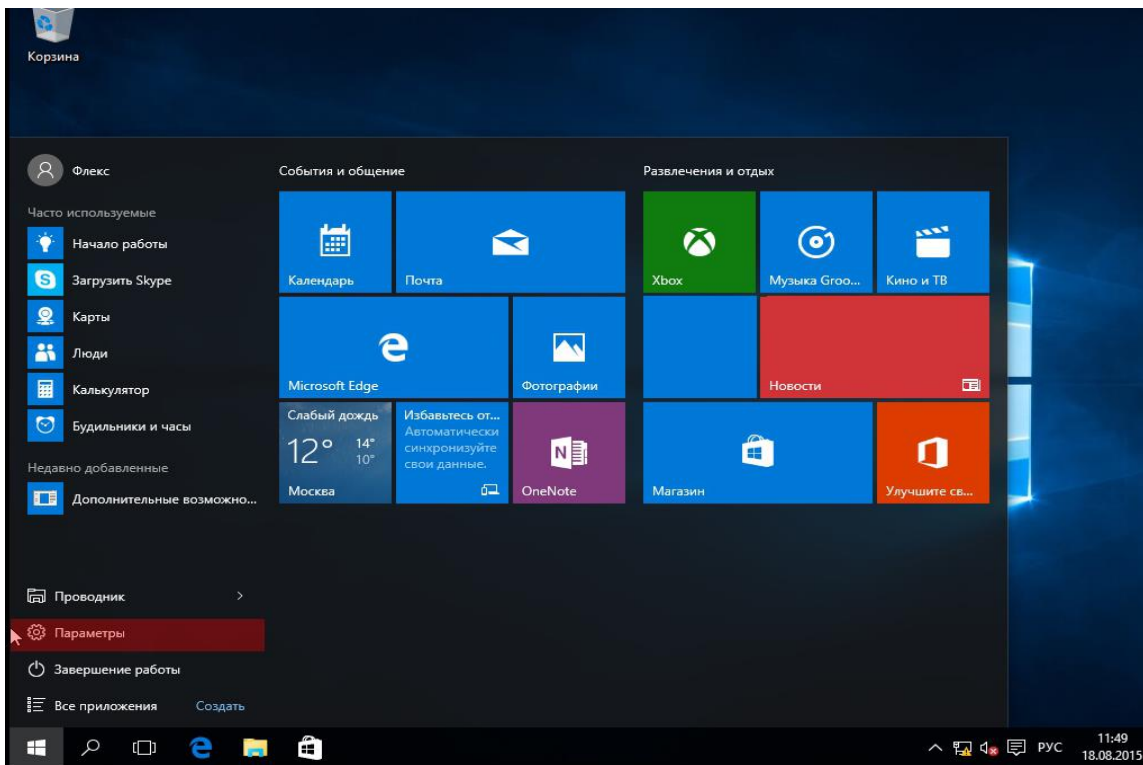 Корзина
Флекс
Часто используемые
Начало работы
Загрузить Skype
Карты
Люди
Калькулятор
Будильники и часы
Недавно добавленные
Дополнительные возможно...
Проводник
Параметры
Завершение работы
Все приложения Создать
События и общение
Календарь
Почта
Microsoft Edge
Фотографии
Слабый дождь
12° 14°
10°
Москва
Избавьтесь от...
Автоматически
синхронизуйте
свои данные.
OneNote
Развлечения и отдых
Xbox
Музыка Groo...
Кино и ТВ
Новости
Магазин
Улучшите св...
РУС
11:49
18.08.2015